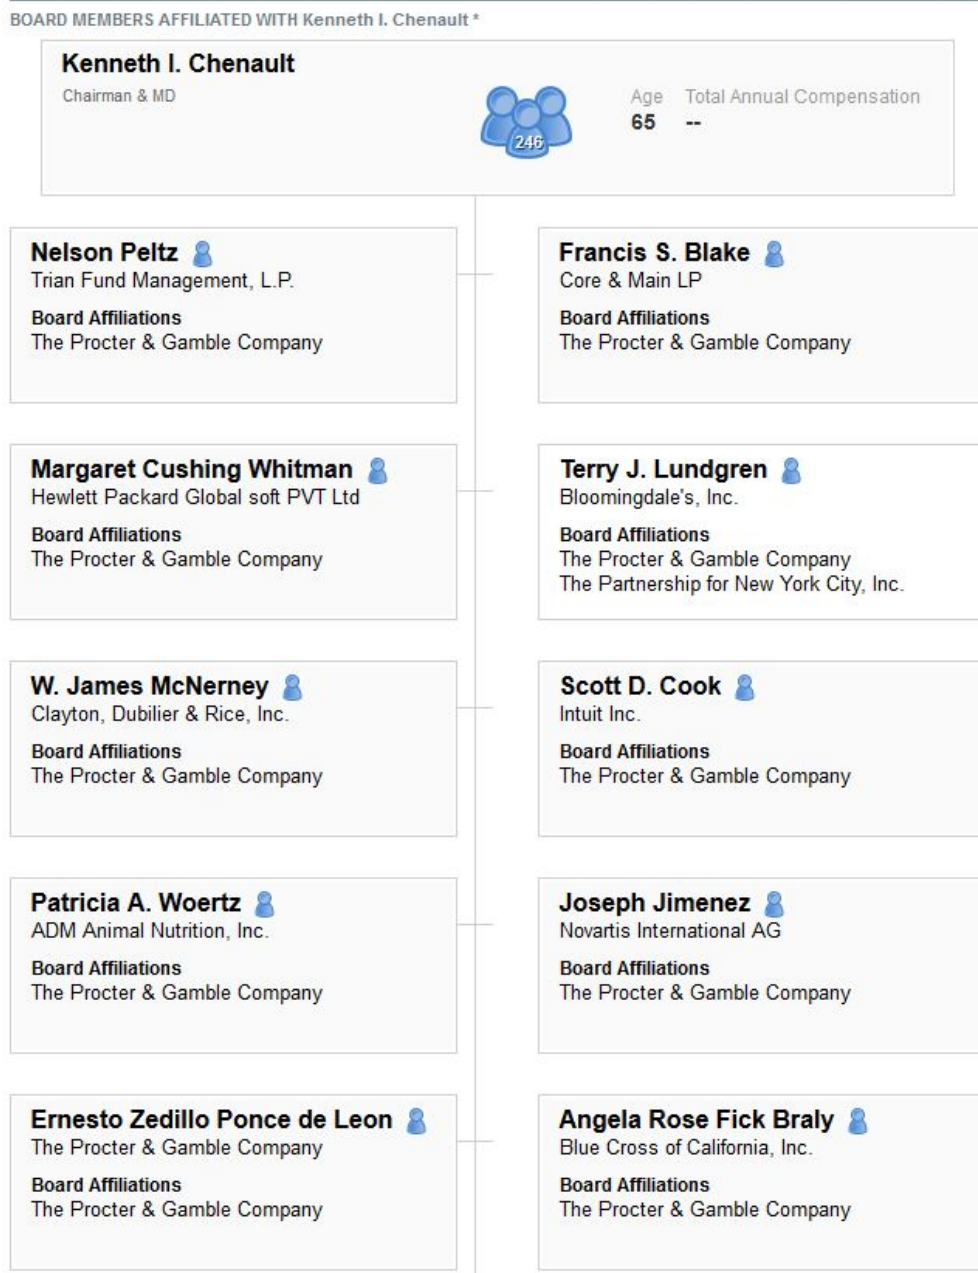 BOARD MEMBERS AFFILIATED WITH Kenneth I. Chenault *
Kenneth I. Chenault
Chairman & MD
246
Age Total Annual Compensation
65 --
Nelson Peltz
Trian Fund Management, L.P.
Board Affiliations
The Procter & Gamble Company
Francis S. Blake
Core & Main LP
Board Affiliations
The Procter & Gamble Company
Margaret Cushing Whitman
Hewlett Packard Global soft PVT Ltd
Board Affiliations
The Procter & Gamble Company
Terry J. Lundgren
Bloomingdale's, Inc.
Board Affiliations
The Procter & Gamble Company
The Partnership for New York City, Inc.
W. James McNerney
Clayton, Dubilier & Rice, Inc.
Board Affiliations
The Procter & Gamble Company
Scott D. Cook
Intuit Inc.
Board Affiliations
The Procter & Gamble Company
Patricia A. Woertz
ADM Animal Nutrition, Inc.
Board Affiliations
The Procter & Gamble Company
Joseph Jimenez
Novartis International AG
Board Affiliations
The Procter & Gamble Company
Ernesto Zedillo Ponce de Leon
The Procter & Gamble Company
Board Affiliations
The Procter & Gamble Company
Angela Rose Fick Braly
Blue Cross of California, Inc.
Board Affiliations
The Procter & Gamble Company